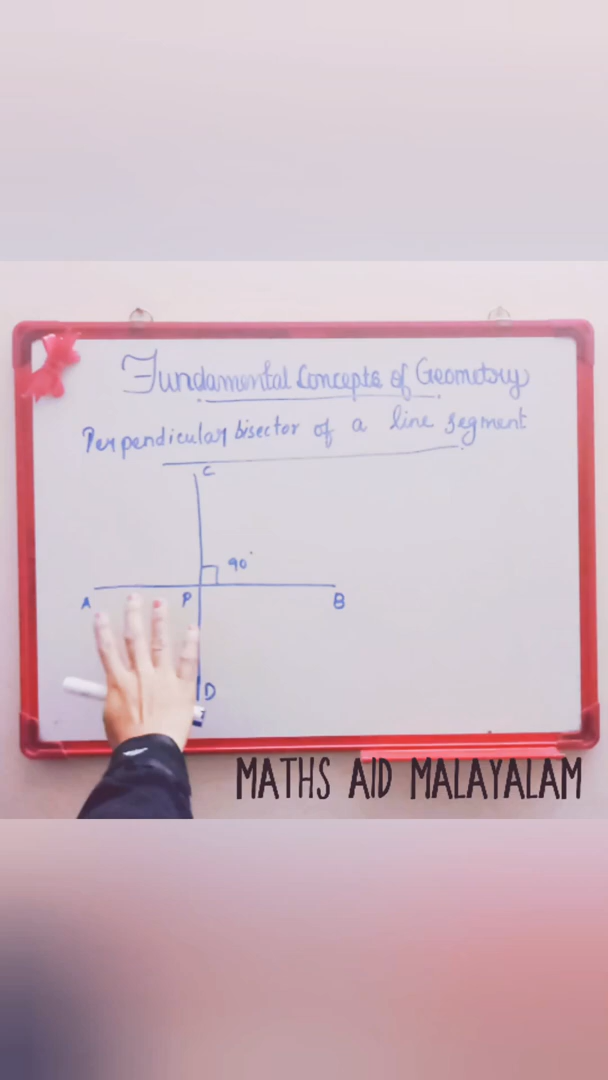 Fundamental Concepts of Geometry
Perpendicular bisector of a line segment
C
90°
A P B
D
MATHS AID MALAYALAM